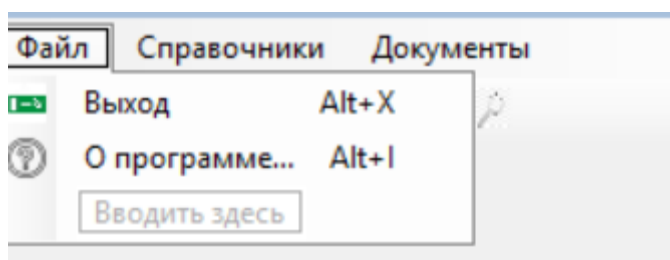 Файл Справочники Документы
Выход Alt+X
О программе... Alt+I
Вводить здесь